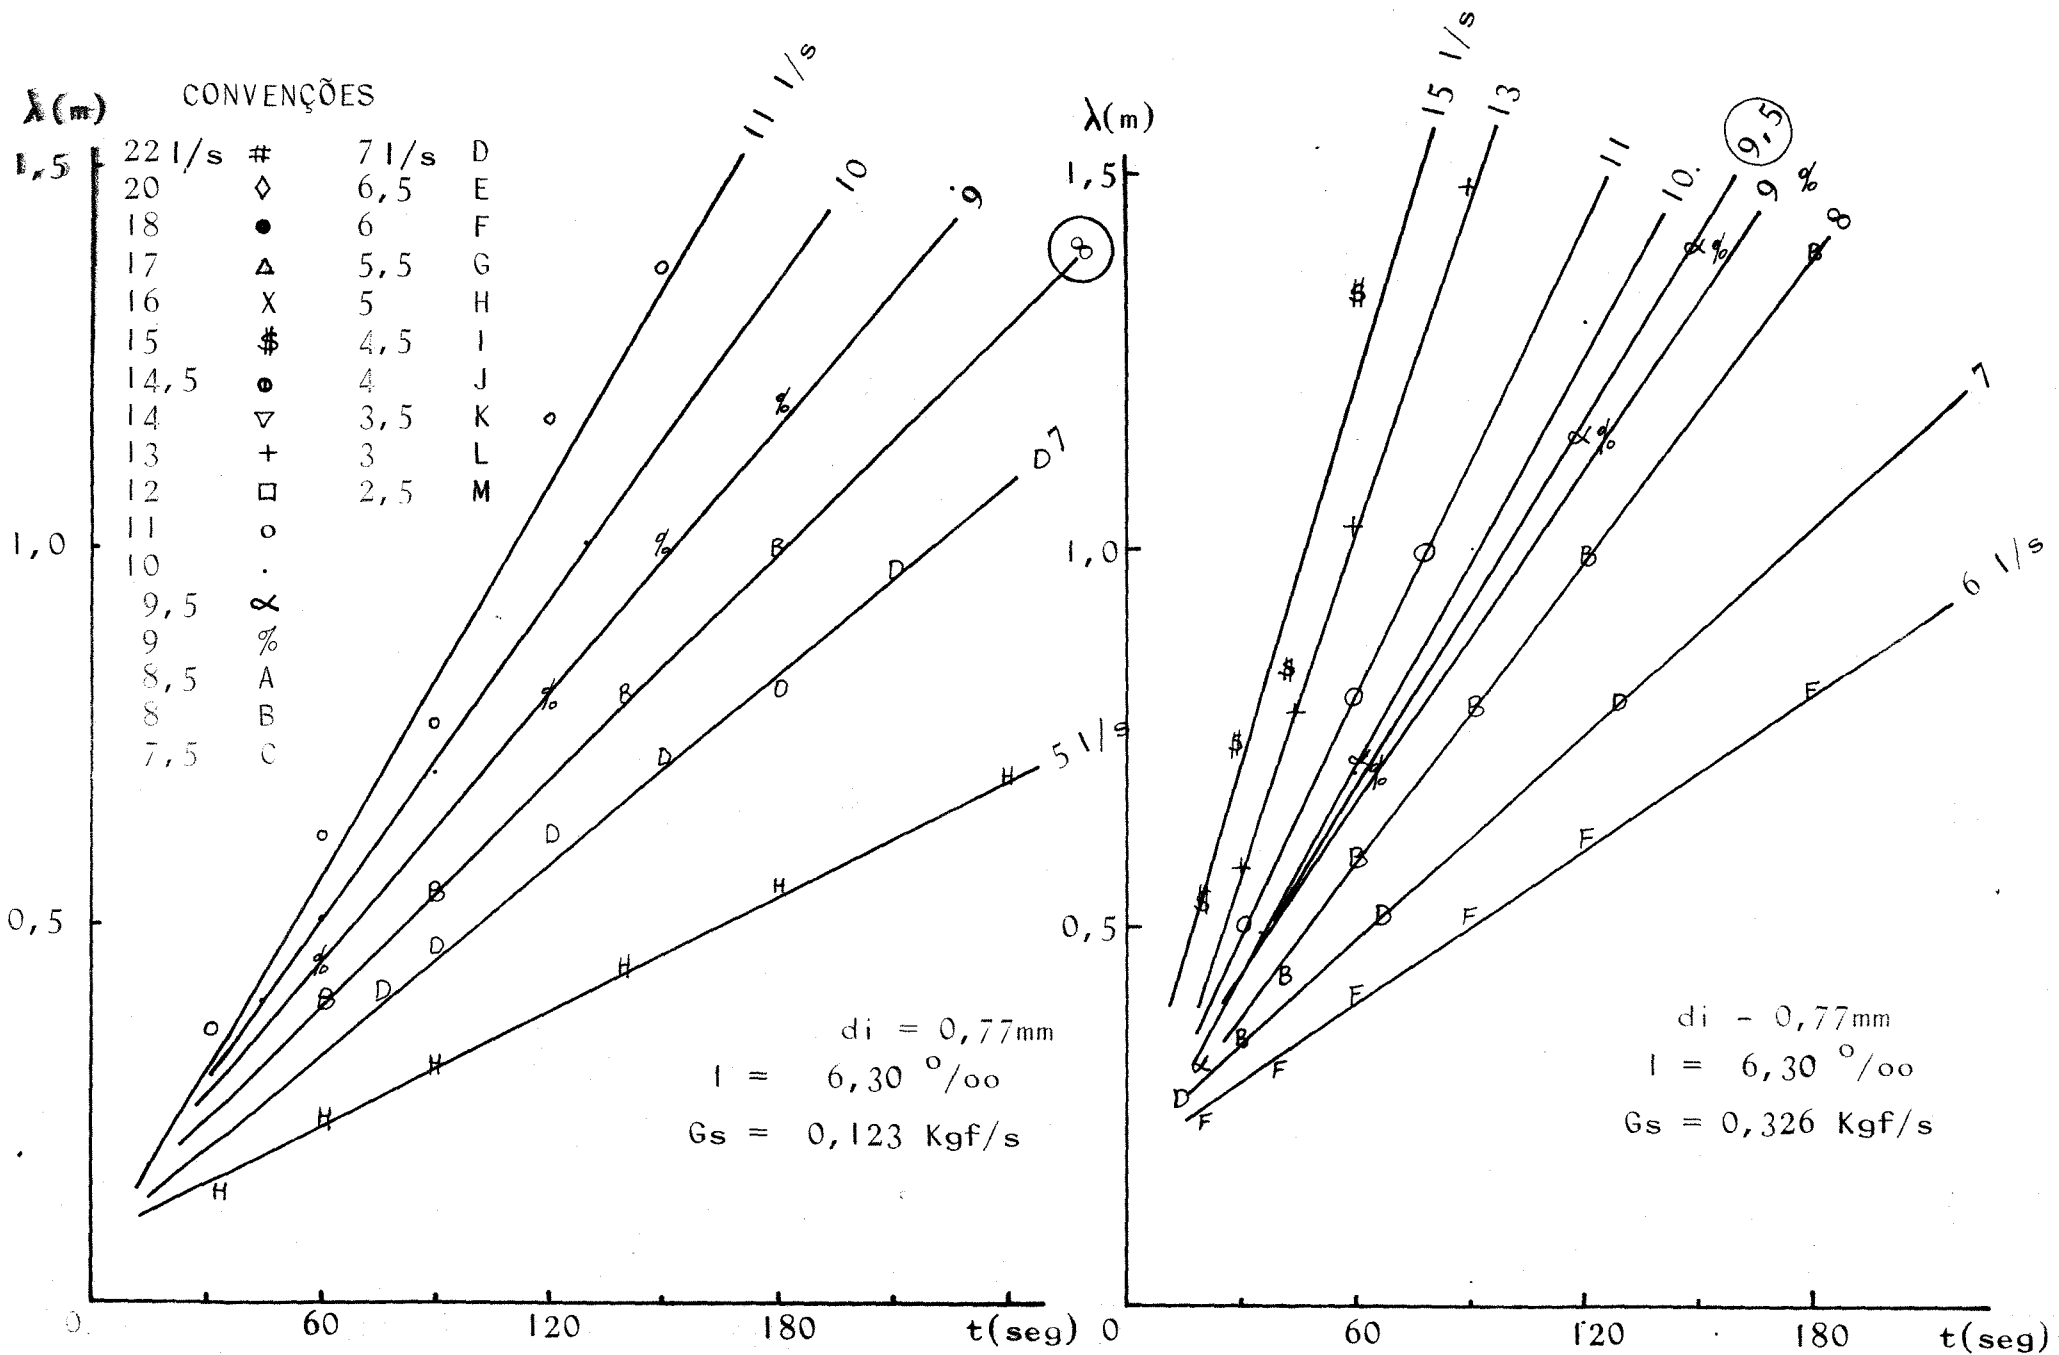 CONVENÇÕES
22 l/s # 7 l/s D
20 ◊ 6,5 E
18 ● 6 F
17 △ 5,5 G
16 X 5 H
15 $ 4,5 I
14,5 ɵ 4 J
14 ▽ 3,5 K
13 + 3 L
12 □ 2,5 M
11 o
10 .
9,5 α
9 %
8,5 A
8 B
7,5 C
λ(m)
1,5
1,0
0,5
0
60
120
180
t(seg)
11 l/s
10
9
8
D 7
5 l/s
di = 0,77mm
I = 6,30 º/oo
Gs = 0,123 Kgf/s
λ(m)
1,5
1,0
0,5
0
60
120
180
t(seg)
15 l/s
13
11
10
9,5
9 %
8
7
6 l/s
di - 0,77mm
I = 6,30 º/oo
Gs = 0,326 Kgf/s